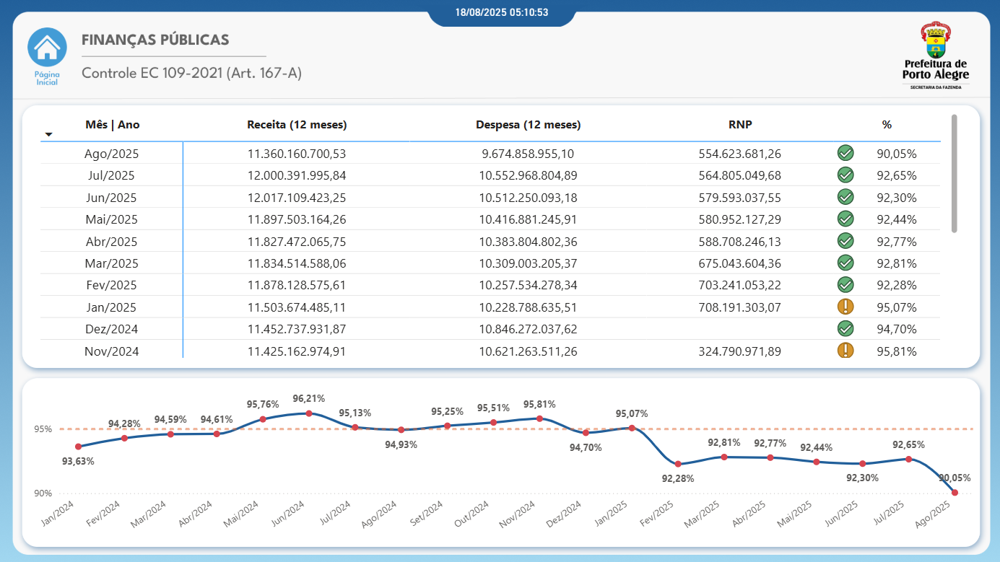 18/08/2025 05:10:53
FINANÇAS PÚBLICAS
Controle EC 109-2021 (Art. 167-A)
Página
Inicial
Prefeitura de
Porto Alegre
SECRETARIA DA FAZENDA
Mês | Ano Receita (12 meses) Despesa (12 meses) RNP %
Ago/2025 11.360.160.700,53 9.674.858.955,10 554.623.681,26 90,05%
Jul/2025 12.000.391.995,84 10.552.968.804,89 564.805.049,68 92,65%
Jun/2025 12.017.109.423,25 10.512.250.093,18 579.593.037,55 92,30%
Mai/2025 11.897.503.164,26 10.416.881.245,91 580.952.127,29 92,44%
Abr/2025 11.827.472.065,75 10.383.804.802,36 588.708.246,13 92,77%
Mar/2025 11.834.514.588,06 10.309.003.205,37 675.043.604,36 92,81%
Fev/2025 11.878.128.575,61 10.257.534.278,34 703.241.053,22 92,28%
Jan/2025 11.503.674.485,11 10.228.788.635,51 708.191.303,07 95,07%
Dez/2024 11.452.737.931,87 10.846.272.037,62 94,70%
Nov/2024 11.425.162.974,91 10.621.263.511,26 324.790.971,89 95,81%
95%
90%
93,63% 94,28% 94,59% 94,61% 95,76% 96,21% 95,13% 94,93% 95,25% 95,51% 95,81% 94,70% 95,07% 92,28% 92,81% 92,77% 92,44% 92,30% 92,65% 90,05%
Jan/2024 Fev/2024 Mar/2024 Abr/2024 Mai/2024 Jun/2024 Jul/2024 Ago/2024 Set/2024 Out/2024 Nov/2024 Dez/2024 Jan/2025 Fev/2025 Mar/2025 Abr/2025 Mai/2025 Jun/2025 Jul/2025 Ago/2025